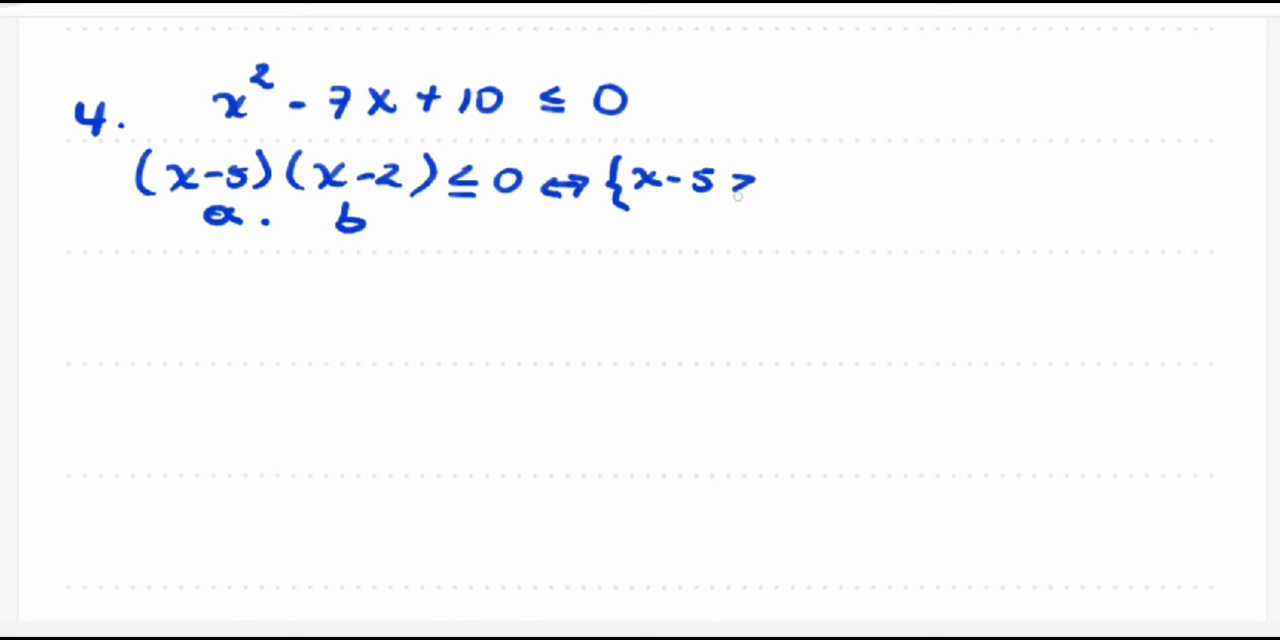 4. x² - 7x + 10 ≤ 0
(x-5)(x-2) ≤ 0 ↔ {x-5 >
a . b